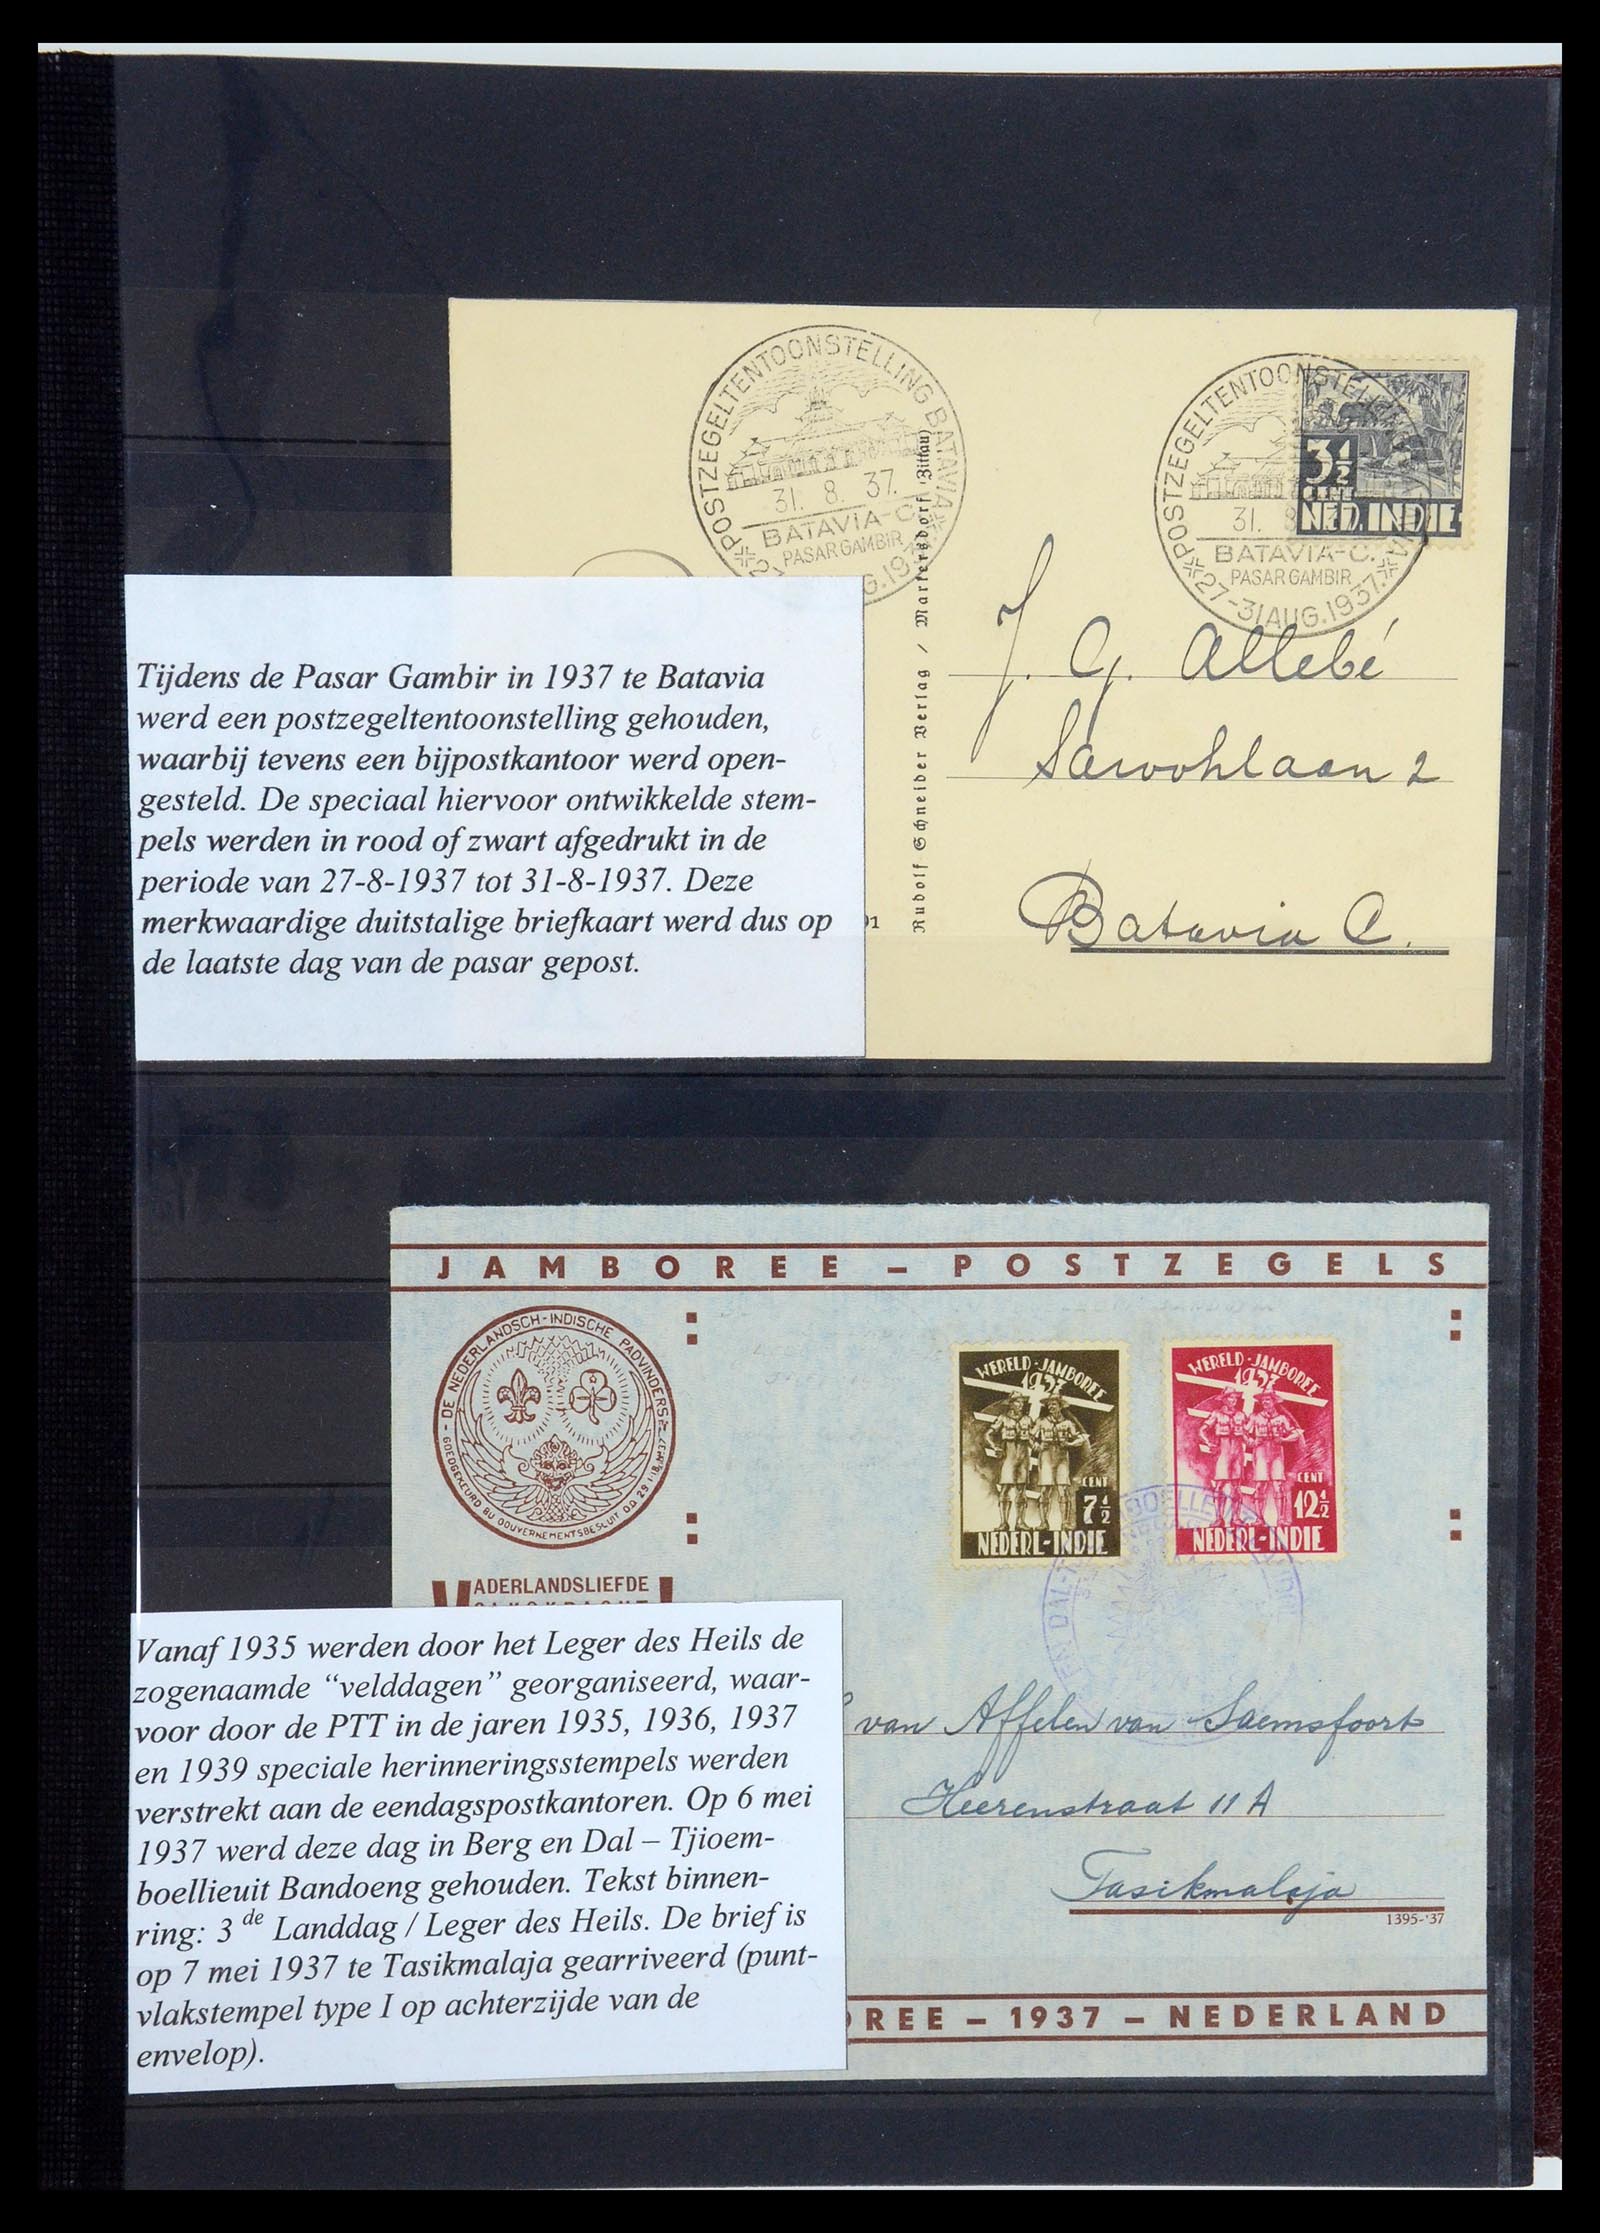 POSTZEGELTENTOONSTELLING BATAVIA
31. 8. 37.
BATAVIA-C.
PASAR GAMBIR
POSTZEGELTENTOONSTELLING BATAVIA
31. 8.
BATAVIA-C.
PASAR GAMBIR
27-31 AUG. 1937.
3½
CENT
NED. INDIE
Rudolf Schneider Verlag / Markersdorf
J. G. Allebé
Sawohlaan 2
Batavia C.
Tijdens de Pasar Gambir in 1937 te Batavia
werd een postzegeltentoonstelling gehouden,
waarbij tevens een bijpostkantoor werd open-
gesteld. De speciaal hiervoor ontwikkelde stem-
pels werden in rood of zwart afgedrukt in de
periode van 27-8-1937 tot 31-8-1937. Deze
merkwaardige duitstalige briefkaart werd dus op
de laatste dag van de pasar gepost.
JAMBOREE – POSTZEGELS
DE NEDERLANDSCH-INDISCHE PADVINDERS
GOEDGEKEURD BIJ GOUVERNEMENTSBESLUIT
WERELD-JAMBOREE
1937
CENT
7½
NEDERL-INDIE
WERELD-JAMBOREE
1937
CENT
12½
NEDERL-INDIE
VADERLANDSLIEFDE
van Affelen van Saemsfoort
Heerenstraat 11 A
Tasikmalaja
1395-'37
OREE – 1937 – NEDERLAND
Vanaf 1935 werden door het Leger des Heils de
zogenaamde “velddagen” georganiseerd, waar-
voor door de PTT in de jaren 1935, 1936, 1937
en 1939 speciale herinneringsstempels werden
verstrekt aan de eendagspostkantoren. Op 6 mei
1937 werd deze dag in Berg en Dal – Tjioem-
boellieuit Bandoeng gehouden. Tekst binnen-
ring: 3 de Landdag / Leger des Heils. De brief is
op 7 mei 1937 te Tasikmalaja gearriveerd (punt-
vlakstempel type I op achterzijde van de
envelop).